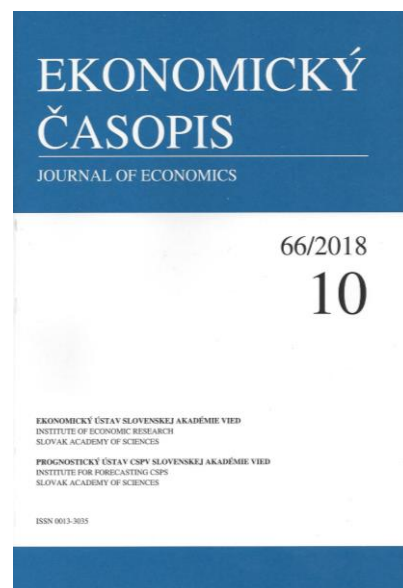 EKONOMICKÝ
ČASOPIS
JOURNAL OF ECONOMICS
66/2018
10
EKONOMICKÝ ÚSTAV SLOVENSKEJ AKADÉMIE VIED
INSTITUTE OF ECONOMIC RESEARCH
SLOVAK ACADEMY OF SCIENCES
PROGNOSTICKÝ ÚSTAV CSPV SLOVENSKEJ AKADÉMIE VIED
INSTITUTE FOR FORECASTING CSPS
SLOVAK ACADEMY OF SCIENCES
ISSN 0013-3035